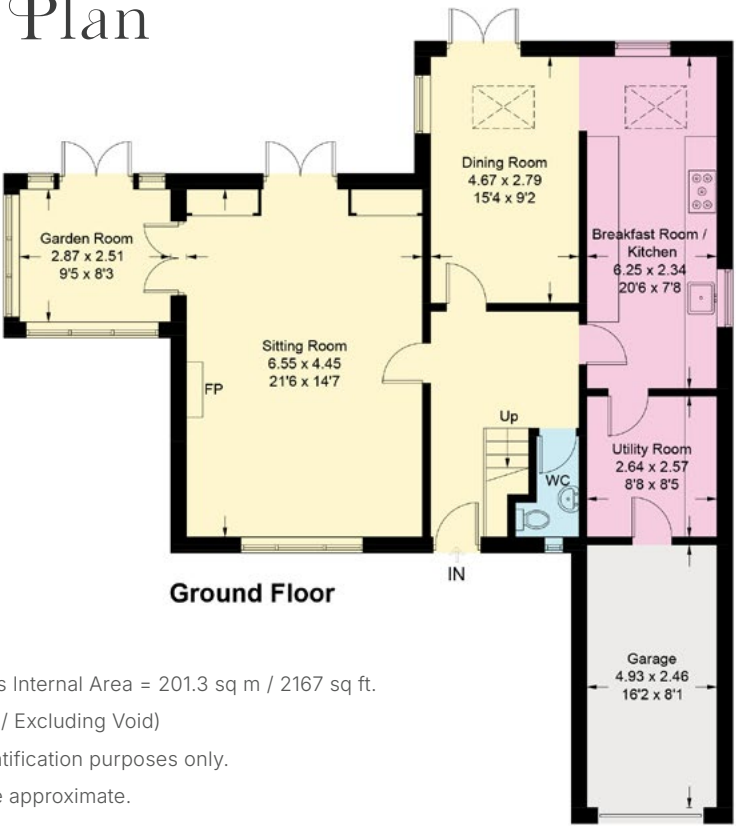 Plan
Dining Room
4.67 x 2.79
15'4 x 9'2
Garden Room
2.87 x 2.51
9'5 x 8'3
Breakfast Room /
Kitchen
6.25 x 2.34
20'6 x 7'8
Sitting Room
6.55 x 4.45
21'6 x 14'7
FP
Up
WC
Utility Room
2.64 x 2.57
8'8 x 8'5
IN
Ground Floor
Garage
4.93 x 2.46
16'2 x 8'1
s Internal Area = 201.3 sq m / 2167 sq ft.
/ Excluding Void)
ntification purposes only.
e approximate.